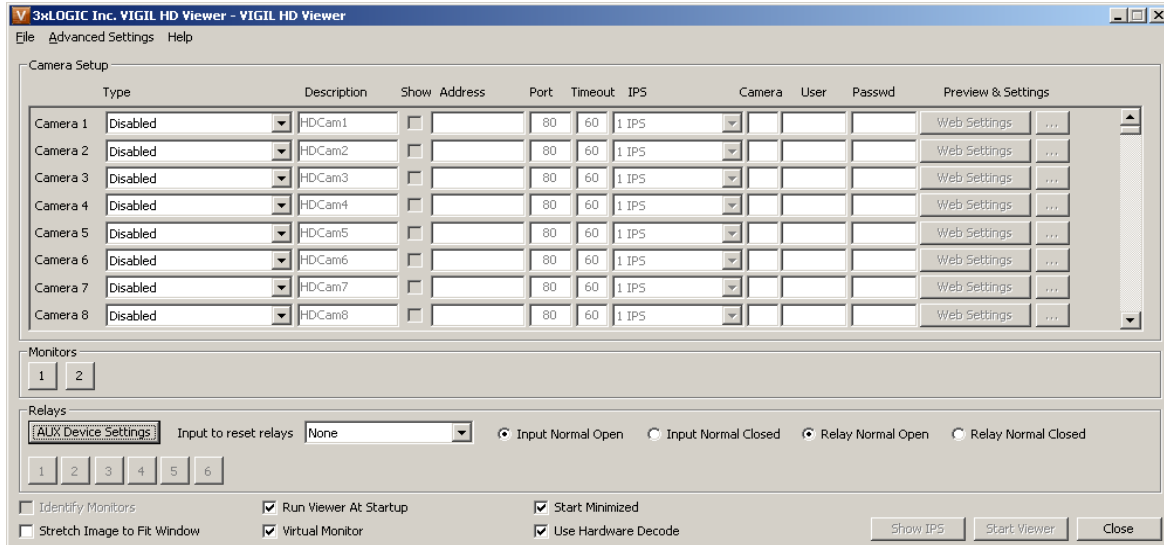 3xLOGIC Inc. VIGIL HD Viewer - VIGIL HD Viewer
File Advanced Settings Help
Camera Setup
Type Description Show Address Port Timeout IPS Camera User Passwd Preview & Settings
Camera 1 Disabled HDCam1 80 60 1 IPS Web Settings ...
Camera 2 Disabled HDCam2 80 60 1 IPS Web Settings ...
Camera 3 Disabled HDCam3 80 60 1 IPS Web Settings ...
Camera 4 Disabled HDCam4 80 60 1 IPS Web Settings ...
Camera 5 Disabled HDCam5 80 60 1 IPS Web Settings ...
Camera 6 Disabled HDCam6 80 60 1 IPS Web Settings ...
Camera 7 Disabled HDCam7 80 60 1 IPS Web Settings ...
Camera 8 Disabled HDCam8 80 60 1 IPS Web Settings ...
Monitors
1 2
Relays
AUX Device Settings Input to reset relays None Input Normal Open Input Normal Closed Relay Normal Open Relay Normal Closed
1 2 3 4 5 6
Identify Monitors Run Viewer At Startup Start Minimized
Stretch Image to Fit Window Virtual Monitor Use Hardware Decode Show IPS Start Viewer Close